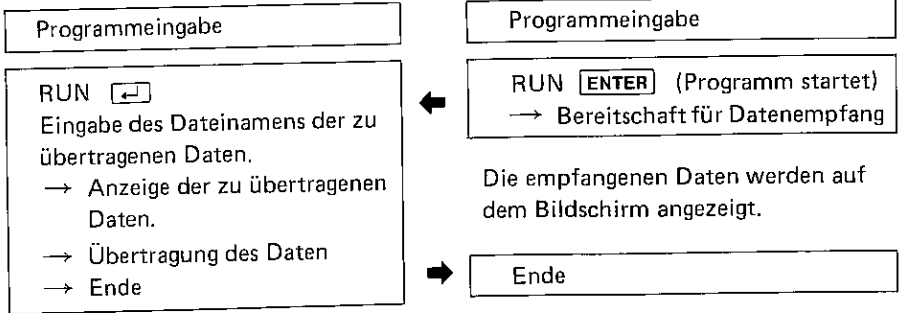 Programmeingabe
RUN ↵
Eingabe des Dateinamens der zu
übertragenen Daten.
→ Anzeige der zu übertragenen
Daten.
→ Übertragung des Daten
→ Ende
Programmeingabe
RUN ENTER (Programm startet)
→ Bereitschaft für Datenempfang
Die empfangenen Daten werden auf
dem Bildschirm angezeigt.
Ende